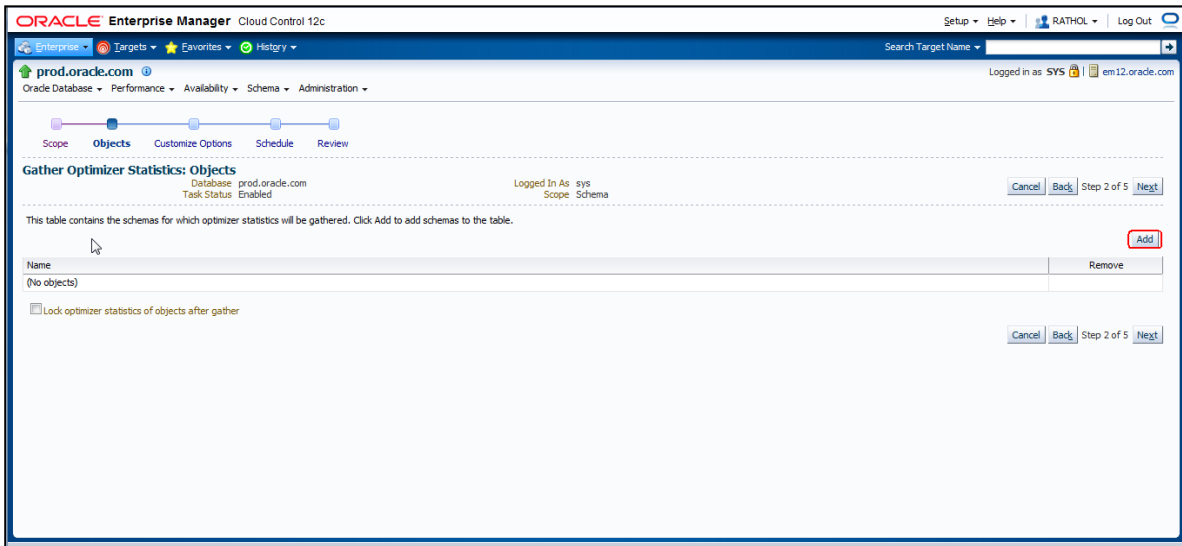 ORACLE Enterprise Manager Cloud Control 12c
Setup Help RATHOL Log Out
Enterprise Targets Favorites History
Search Target Name
prod.oracle.com
Logged in as SYS em12.oracle.com
Oracle Database Performance Availability Schema Administration
Scope Objects Customize Options Schedule Review
Gather Optimizer Statistics: Objects
Database prod.oracle.com
Logged In As sys
Task Status Enabled
Scope Schema
Cancel Back Step 2 of 5 Next
This table contains the schemas for which optimizer statistics will be gathered. Click Add to add schemas to the table.
Add
Name Remove
(No objects)
Lock optimizer statistics of objects after gather
Cancel Back Step 2 of 5 Next